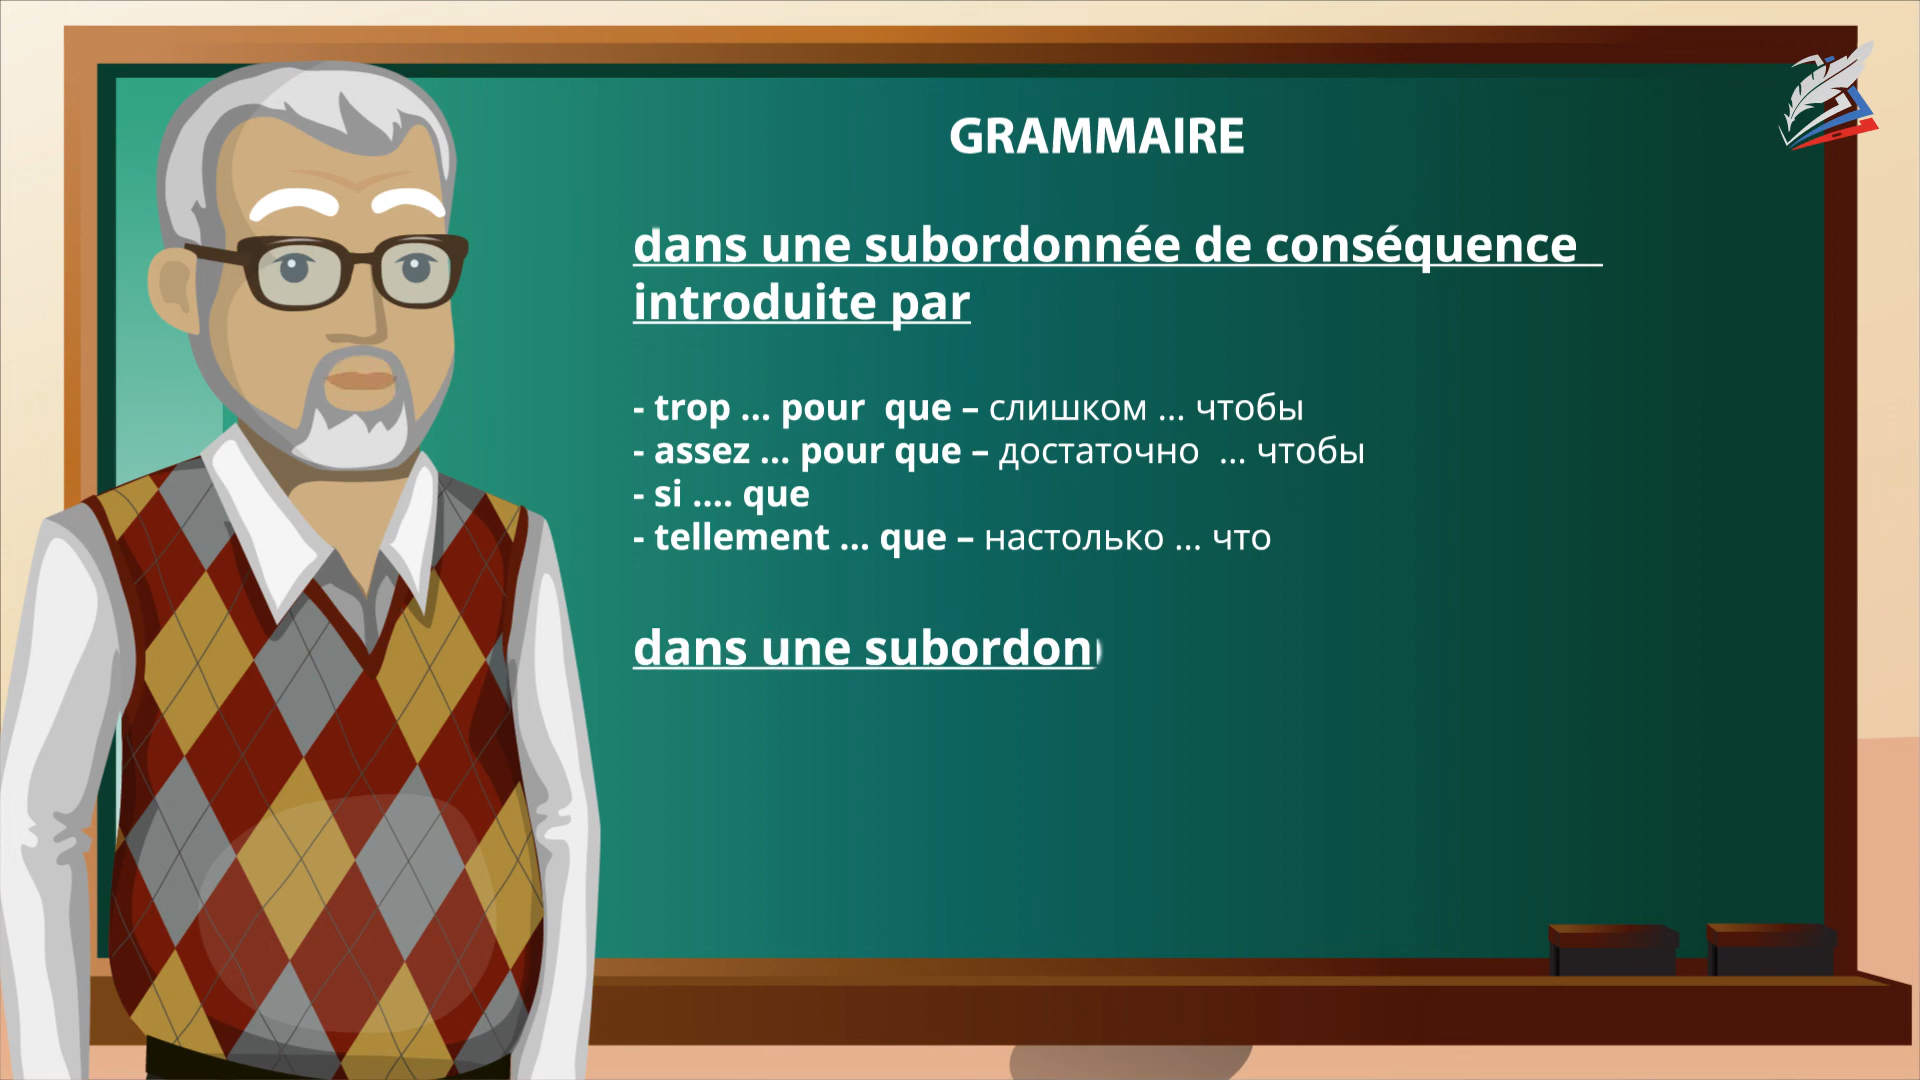 GRAMMAIRE
dans une subordonnée de conséquence
introduite par
- trop ... pour que – слишком ... чтобы
- assez ... pour que – достаточно ... чтобы
- si .... que
- tellement ... que – настолько ... что
dans une subordon